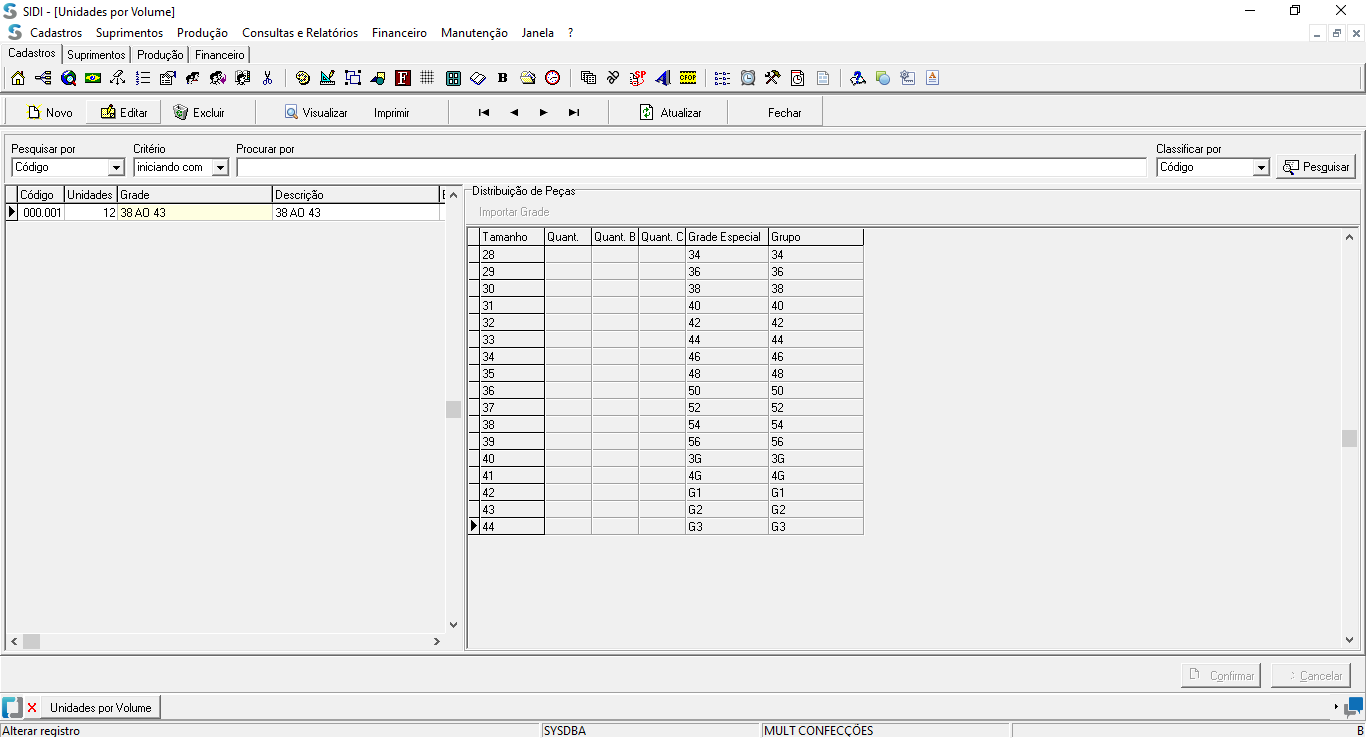 SIDI - [Unidades por Volume]
Cadastros Suprimentos Produção Consultas e Relatórios Financeiro Manutenção Janela ?
Cadastros Suprimentos Produção Financeiro
Novo Editar Excluir Visualizar Imprimir Atualizar Fechar
Pesquisar por Critério Procurar por Classificar por
Código iniciando com Código Pesquisar
Código Unidades Grade Descrição
000.001 12 38 AO 43 38 AO 43
Distribuição de Peças
Importar Grade
Tamanho Quant. Quant. B Quant. C Grade Especial Grupo
28 34 34
29 36 36
30 38 38
31 40 40
32 42 42
33 44 44
34 46 46
35 48 48
36 50 50
37 52 52
38 54 54
39 56 56
40 3G 3G
41 4G 4G
42 G1 G1
43 G2 G2
44 G3 G3
Confirmar Cancelar
Unidades por Volume
Alterar registro SYSDBA MULT CONFECÇÕES B